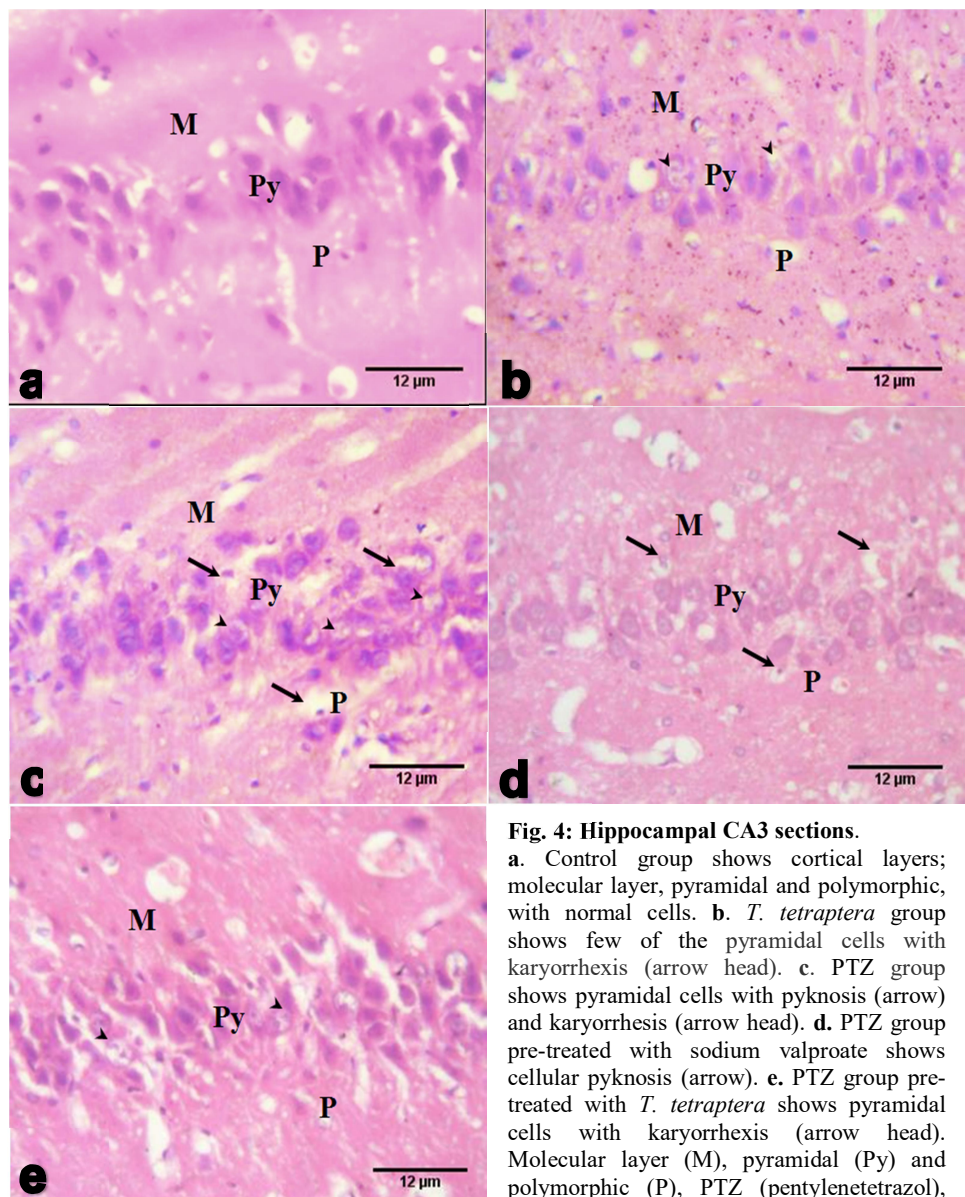 M
Py
P
12 µm
a
M
Py
P
12 µm
b
M
Py
P
12 µm
c
M
Py
P
12 µm
d
M
Py
P
12 µm
e
Fig. 4: Hippocampal CA3 sections.
a. Control group shows cortical layers;
molecular layer, pyramidal and polymorphic,
with normal cells. b. T. tetraptera group
shows few of the pyramidal cells with
karyorrhexis (arrow head). c. PTZ group
shows pyramidal cells with pyknosis (arrow)
and karyorrhesis (arrow head). d. PTZ group
pre-treated with sodium valproate shows
cellular pyknosis (arrow). e. PTZ group pre-
treated with T. tetraptera shows pyramidal
cells with karyorrhexis (arrow head).
Molecular layer (M), pyramidal (Py) and
polymorphic (P), PTZ (pentylenetetrazol),